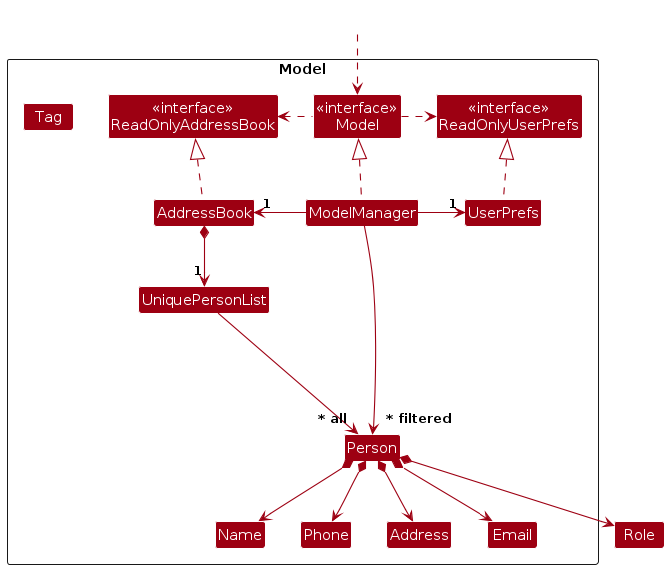 Model
Tag
«interface»
ReadOnlyAddressBook
«interface»
Model
«interface»
ReadOnlyUserPrefs
AddressBook
1
ModelManager
1
UserPrefs
1
UniquePersonList
* all
* filtered
Person
Name
Phone
Address
Email
Role